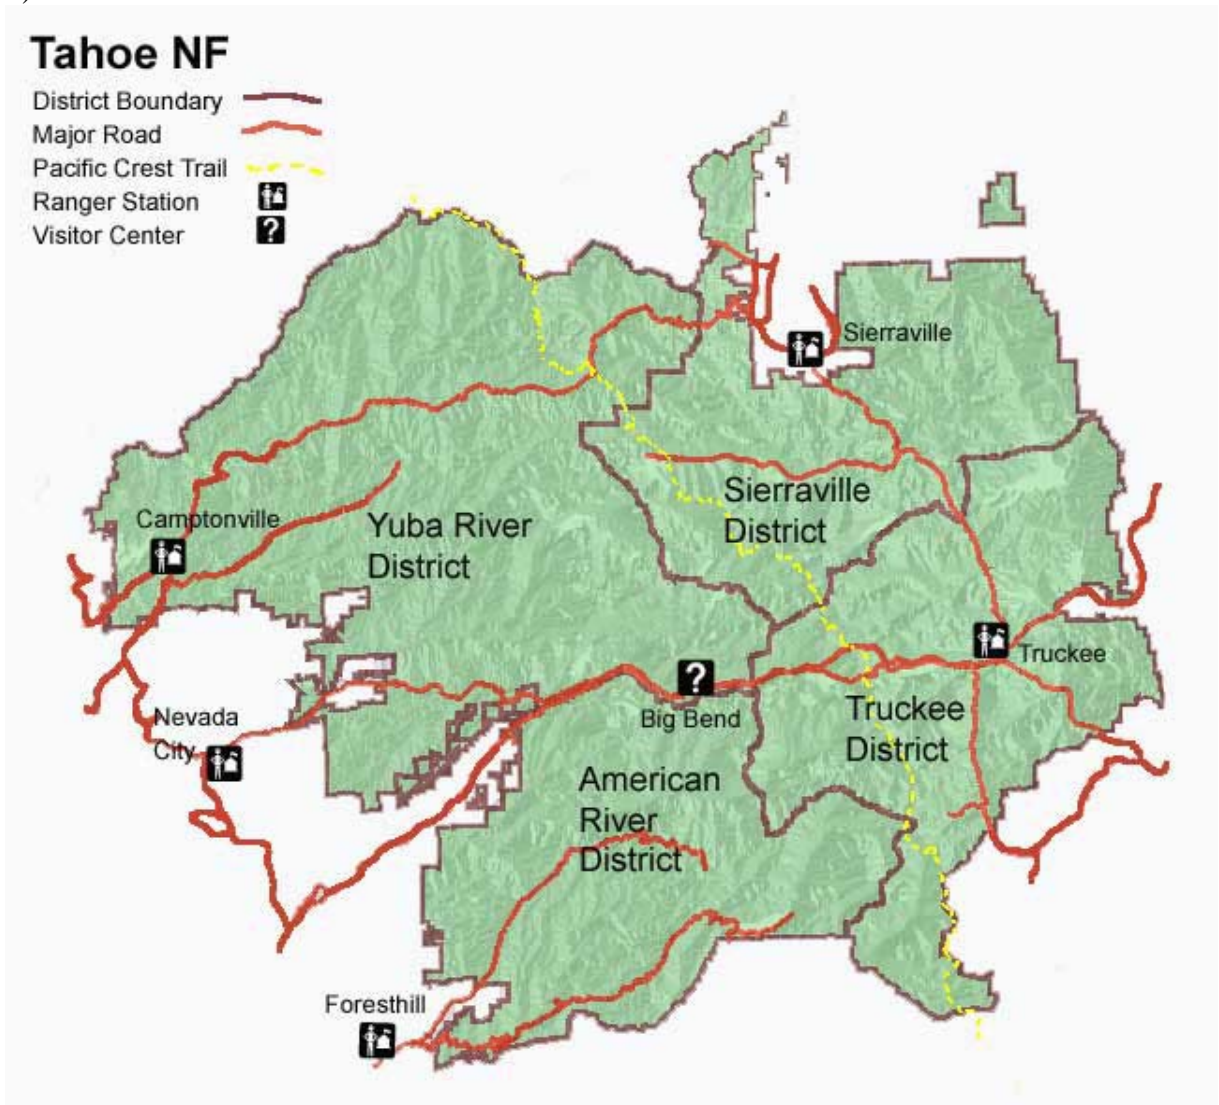 Tahoe NF
District Boundary
Major Road
Pacific Crest Trail
Ranger Station
?
Visitor Center
Sierraville
Camptonville
Yuba River
District
Sierraville
District
Truckee
?
Big Bend
Nevada
City
Truckee
District
American
River
District
Foresthill